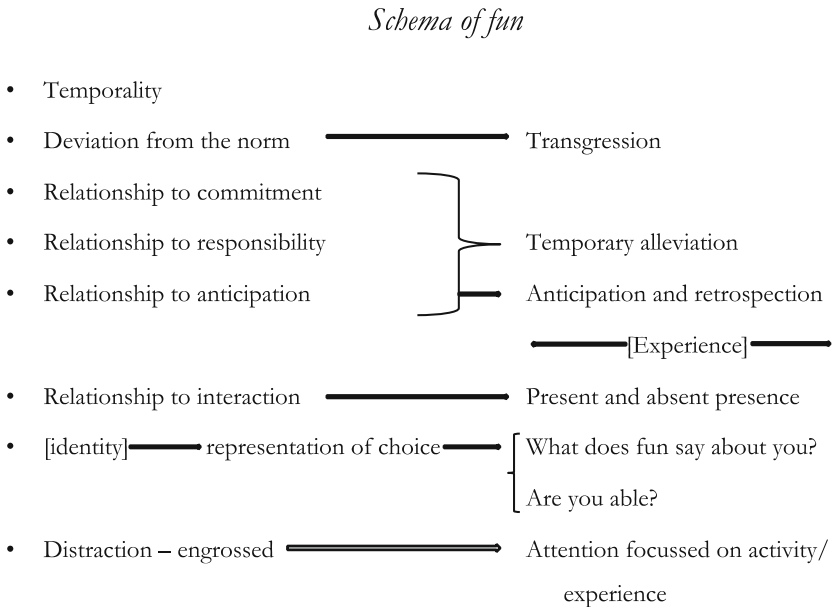 Schema of fun
• Temporality
• Deviation from the norm Transgression
• Relationship to commitment
• Relationship to responsibility Temporary alleviation
• Relationship to anticipation Anticipation and retrospection
[Experience]
• Relationship to interaction Present and absent presence
• [identity] representation of choice What does fun say about you?
Are you able?
• Distraction – engrossed Attention focussed on activity/
experience